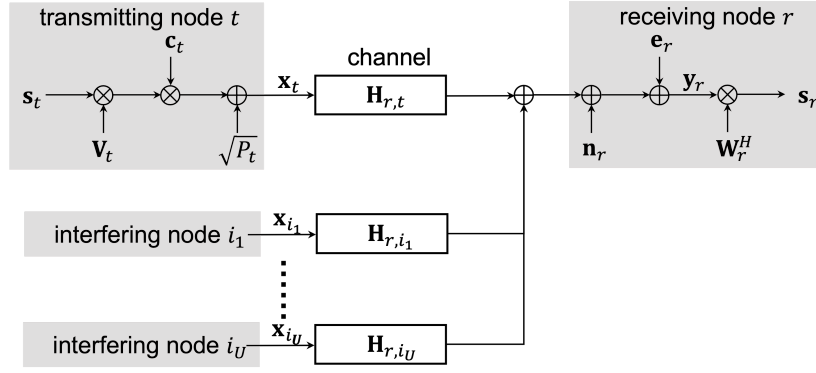 transmitting node t
receiving node r
c_t
channel
e_r
s_t
x_t
H_{r,t}
y_r
s_r
V_t
√P_t
n_r
W_r^H
interfering node i_1
x_{i_1}
H_{r,i_1}
interfering node i_U
x_{i_U}
H_{r,i_U}